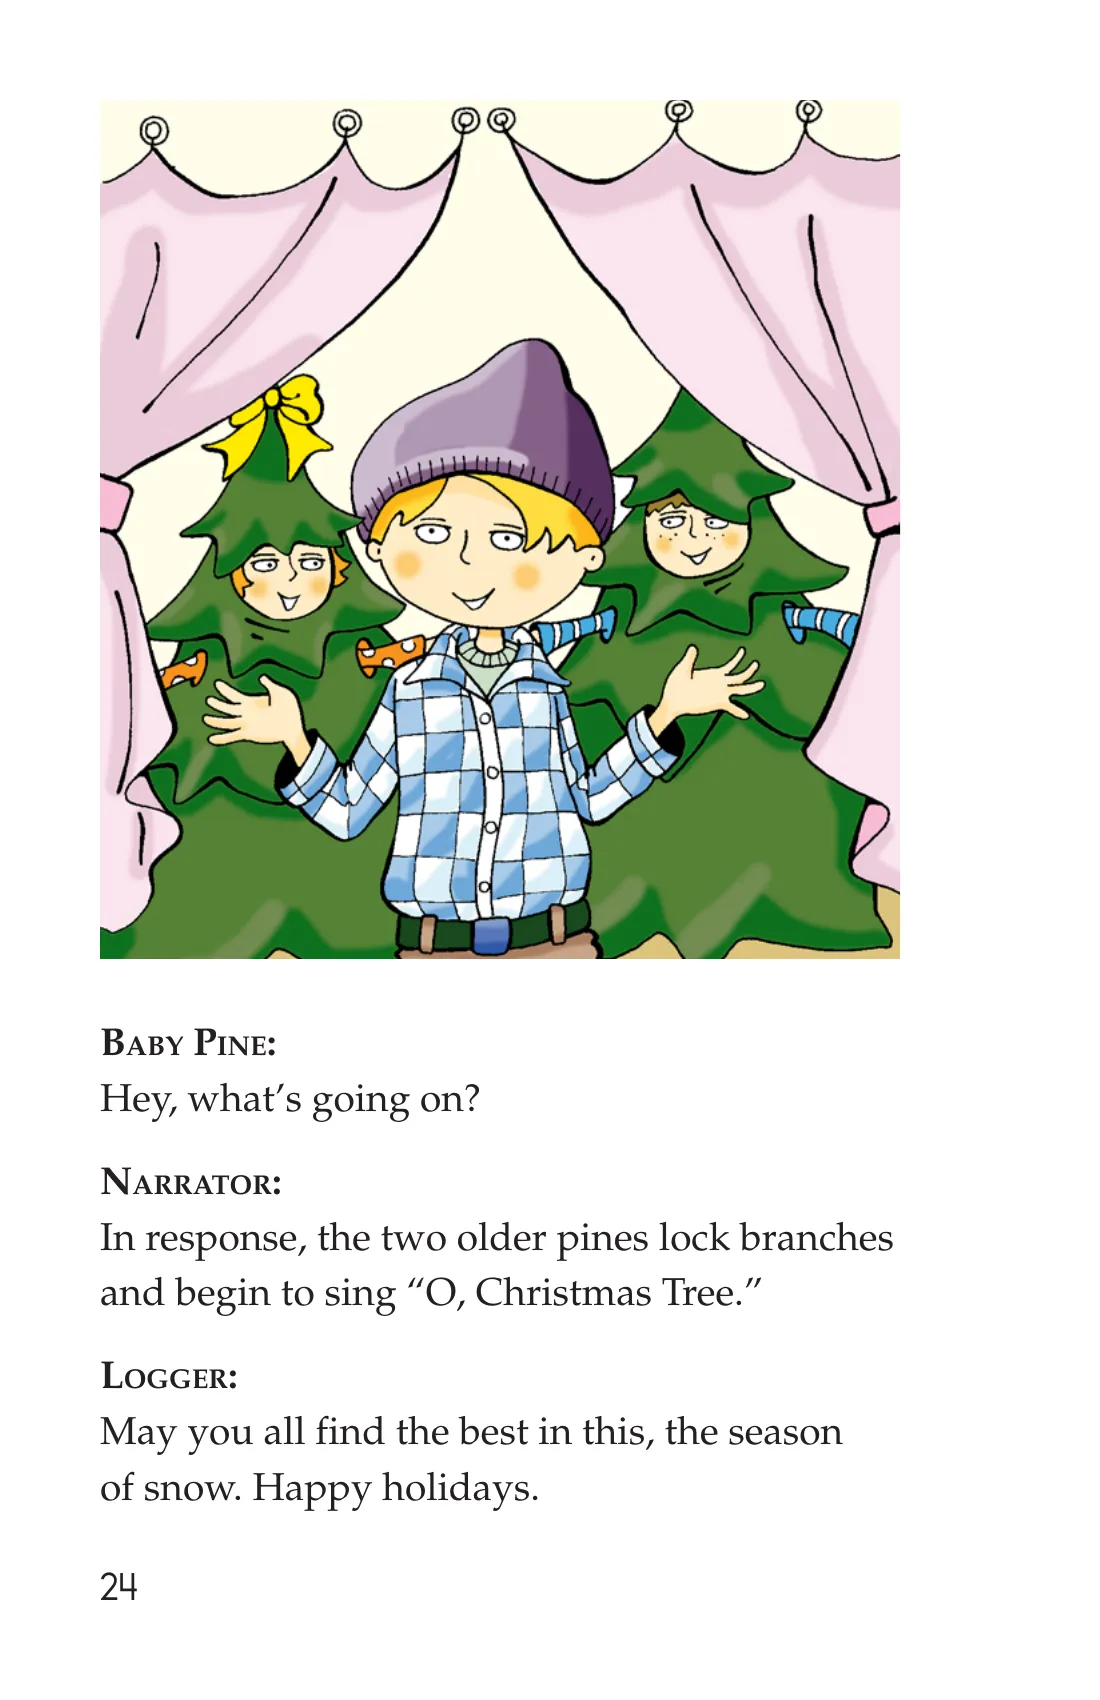 BABY PINE:
Hey, what’s going on?
NARRATOR:
In response, the two older pines lock branches
and begin to sing “O, Christmas Tree.”
LOGGER:
May you all find the best in this, the season
of snow. Happy holidays.
24